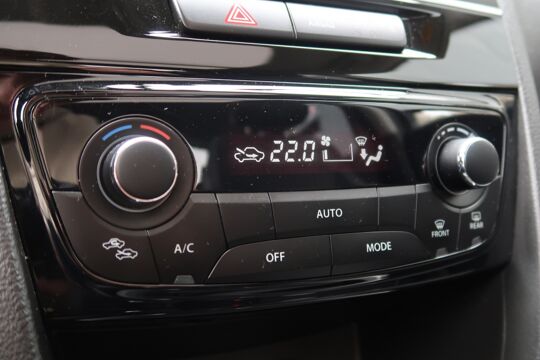 22.0
AUTO
A/C
OFF
MODE
FRONT
REAR